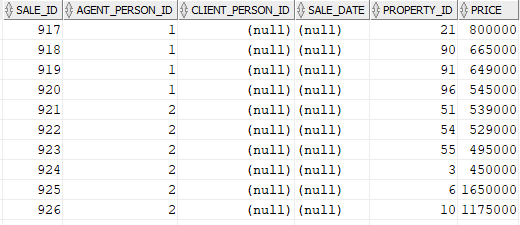 SALE_ID AGENT_PERSON_ID CLIENT_PERSON_ID SALE_DATE PROPERTY_ID PRICE
917 1 (null) (null) 21 800000
918 1 (null) (null) 90 665000
919 1 (null) (null) 91 649000
920 1 (null) (null) 96 545000
921 2 (null) (null) 51 539000
922 2 (null) (null) 54 529000
923 2 (null) (null) 55 495000
924 2 (null) (null) 3 450000
925 2 (null) (null) 6 1650000
926 2 (null) (null) 10 1175000